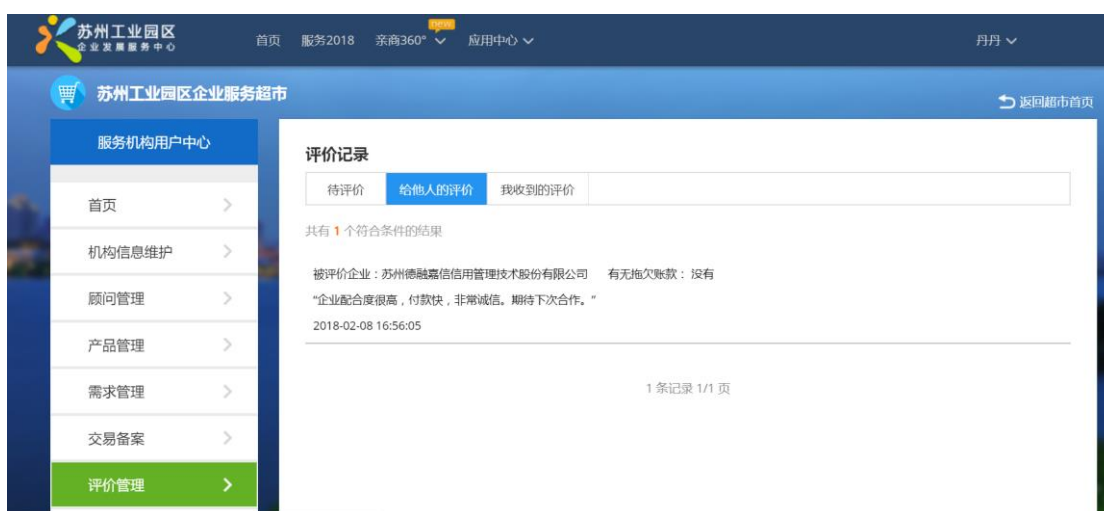 苏州工业园区
企业发展服务中心
首页 服务2018 亲商360° new 应用中心 丹丹
苏州工业园区企业服务超市
返回超市首页
服务机构用户中心
首页
机构信息维护
顾问管理
产品管理
需求管理
交易备案
评价管理
评价记录
待评价 给他人的评价 我收到的评价
共有 1 个符合条件的结果
被评价企业：苏州德融嘉信信用管理技术股份有限公司 有无拖欠账款： 没有
“企业配合度很高，付款快，非常诚信。期待下次合作。”
2018-02-08 16:56:05
1 条记录 1/1 页